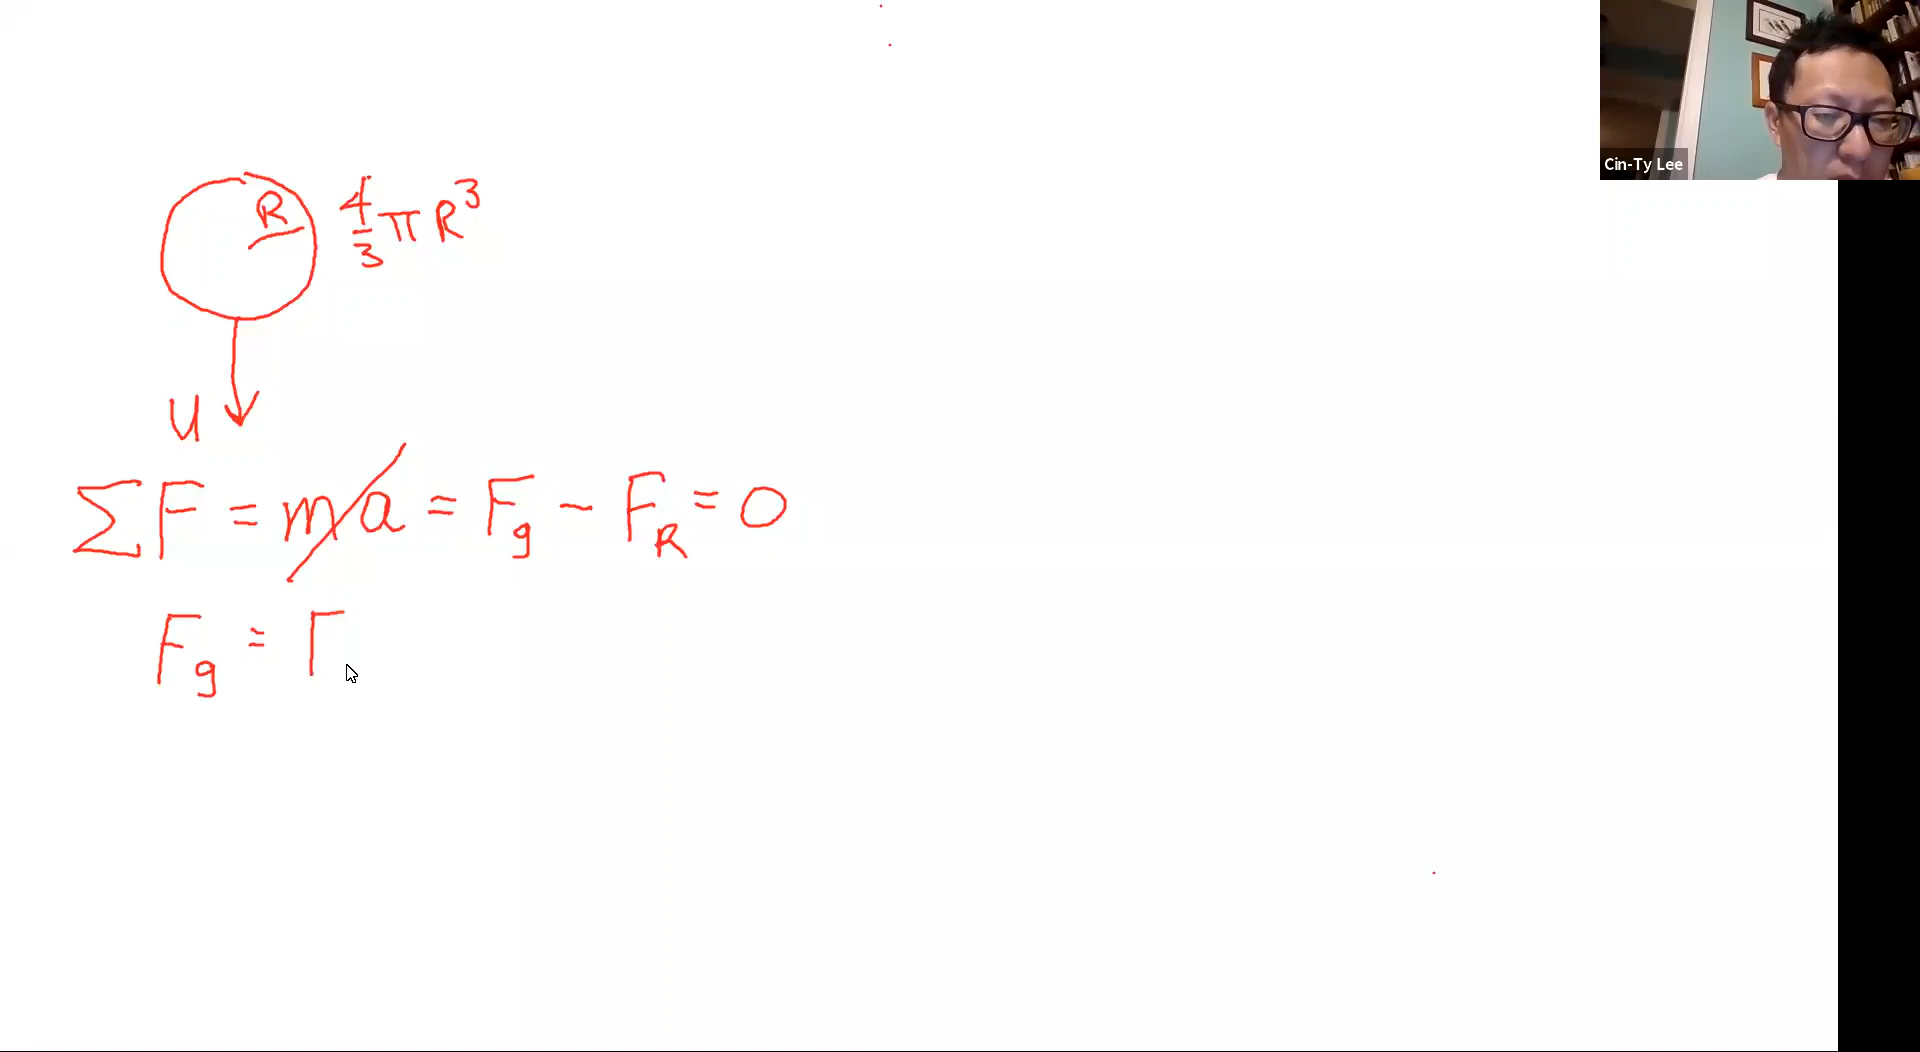 Cin-Ty Lee
R
4/3 π R³
U
ΣF = ma = F_g - F_R = 0
F_g = Γ